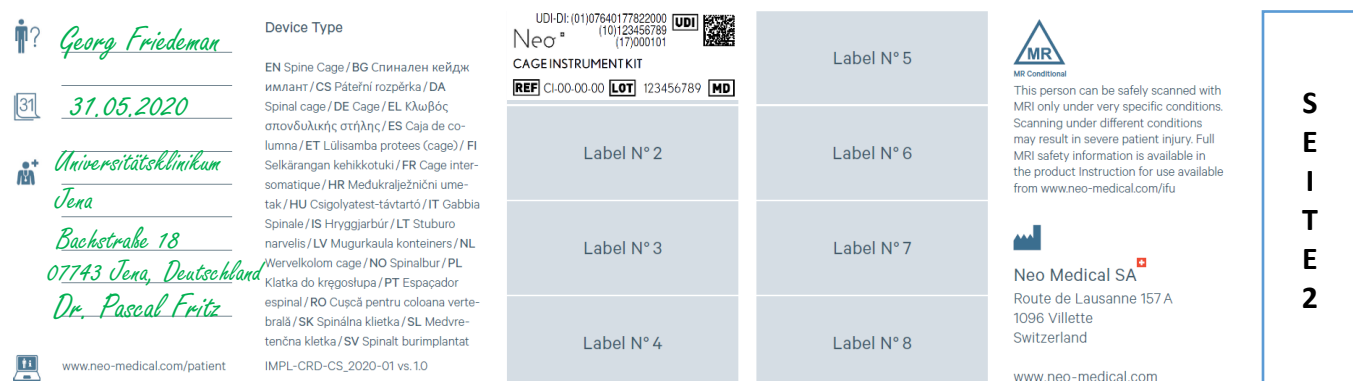 ?
Georg Friedeman
31
31.05.2020
Universitätsklinikum
Jena
Bachstraße 18
07743 Jena, Deutschland
Dr. Pascal Fritz
www.neo-medical.com/patient
Device Type
EN Spine Cage/BG Спинален кейдж
имлант/CS Páteřní rozpěrka/DA
Spinal cage/DE Cage/EL Κλωβός
σπονδυλικής στήλης/ES Caja de co-
lumna/ET Lülisamba protees (cage)/FI
Selkärangan kehikkotuki/FR Cage inter-
somatique/HR Međukralježnični ume-
tak/HU Csigolyatest-távtartó/IT Gabbia
Spinale/IS Hryggjarbúr/LT Stuburo
narvelis/LV Mugurkaula konteiners/NL
Wervelkolom cage/NO Spinalbur/PL
Klatka do kręgosłupa/PT Espaçador
espinal/RO Cușcă pentru coloana verte-
brală/SK Spinálna klietka/SL Medvre-
tenčna kletka/SV Spinalt burimplantat
IMPL-CRD-CS_2020-01 vs.1.0
UDI-DI: (01)07640177822000
(10)123456789
(17)000101
UDI
Neo
CAGE INSTRUMENT KIT
REF CI-00-00-00 LOT 123456789 MD
Label N° 2
Label N° 3
Label N° 4
Label N° 5
Label N° 6
Label N° 7
Label N° 8
MR
MR Conditional
This person can be safely scanned with
MRI only under very specific conditions.
Scanning under different conditions
may result in severe patient injury. Full
MRI safety information is available in
the product Instruction for use available
from www.neo-medical.com/ifu
Neo Medical SA
Route de Lausanne 157 A
1096 Villette
Switzerland
www.neo-medical.com
S
E
I
T
E
2